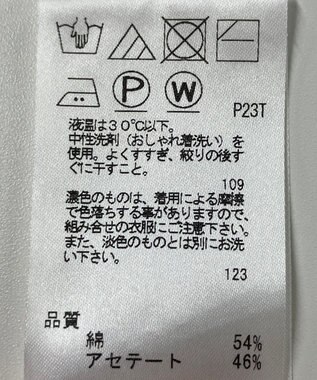 P W P23T
液温は30℃以下。
中性洗剤(おしゃれ着洗い)を
使用。よくすすぎ、絞りの後す
ぐに干すこと。
109
濃色のものは、着用による摩擦
で色落ちする事がありますので、
組み合せの衣服にご注意下さい。
また、淡色のものとは別にお洗
い下さい。
123
品質
綿 54%
アセテート 46%